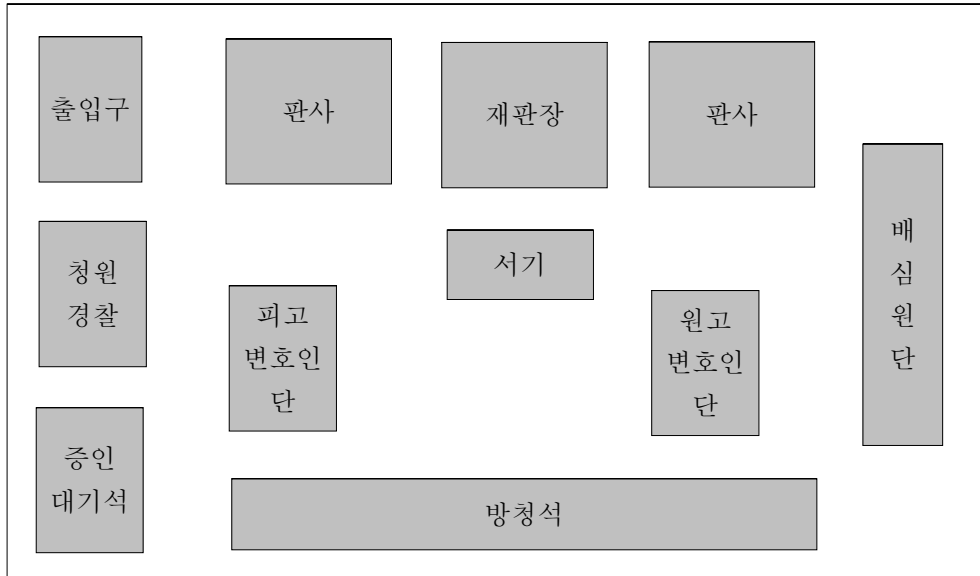 출입구
판사
재판장
판사
배
심
원
단
청원
경찰
서기
피고
변호인
단
원고
변호인
단
증인
대기석
방청석